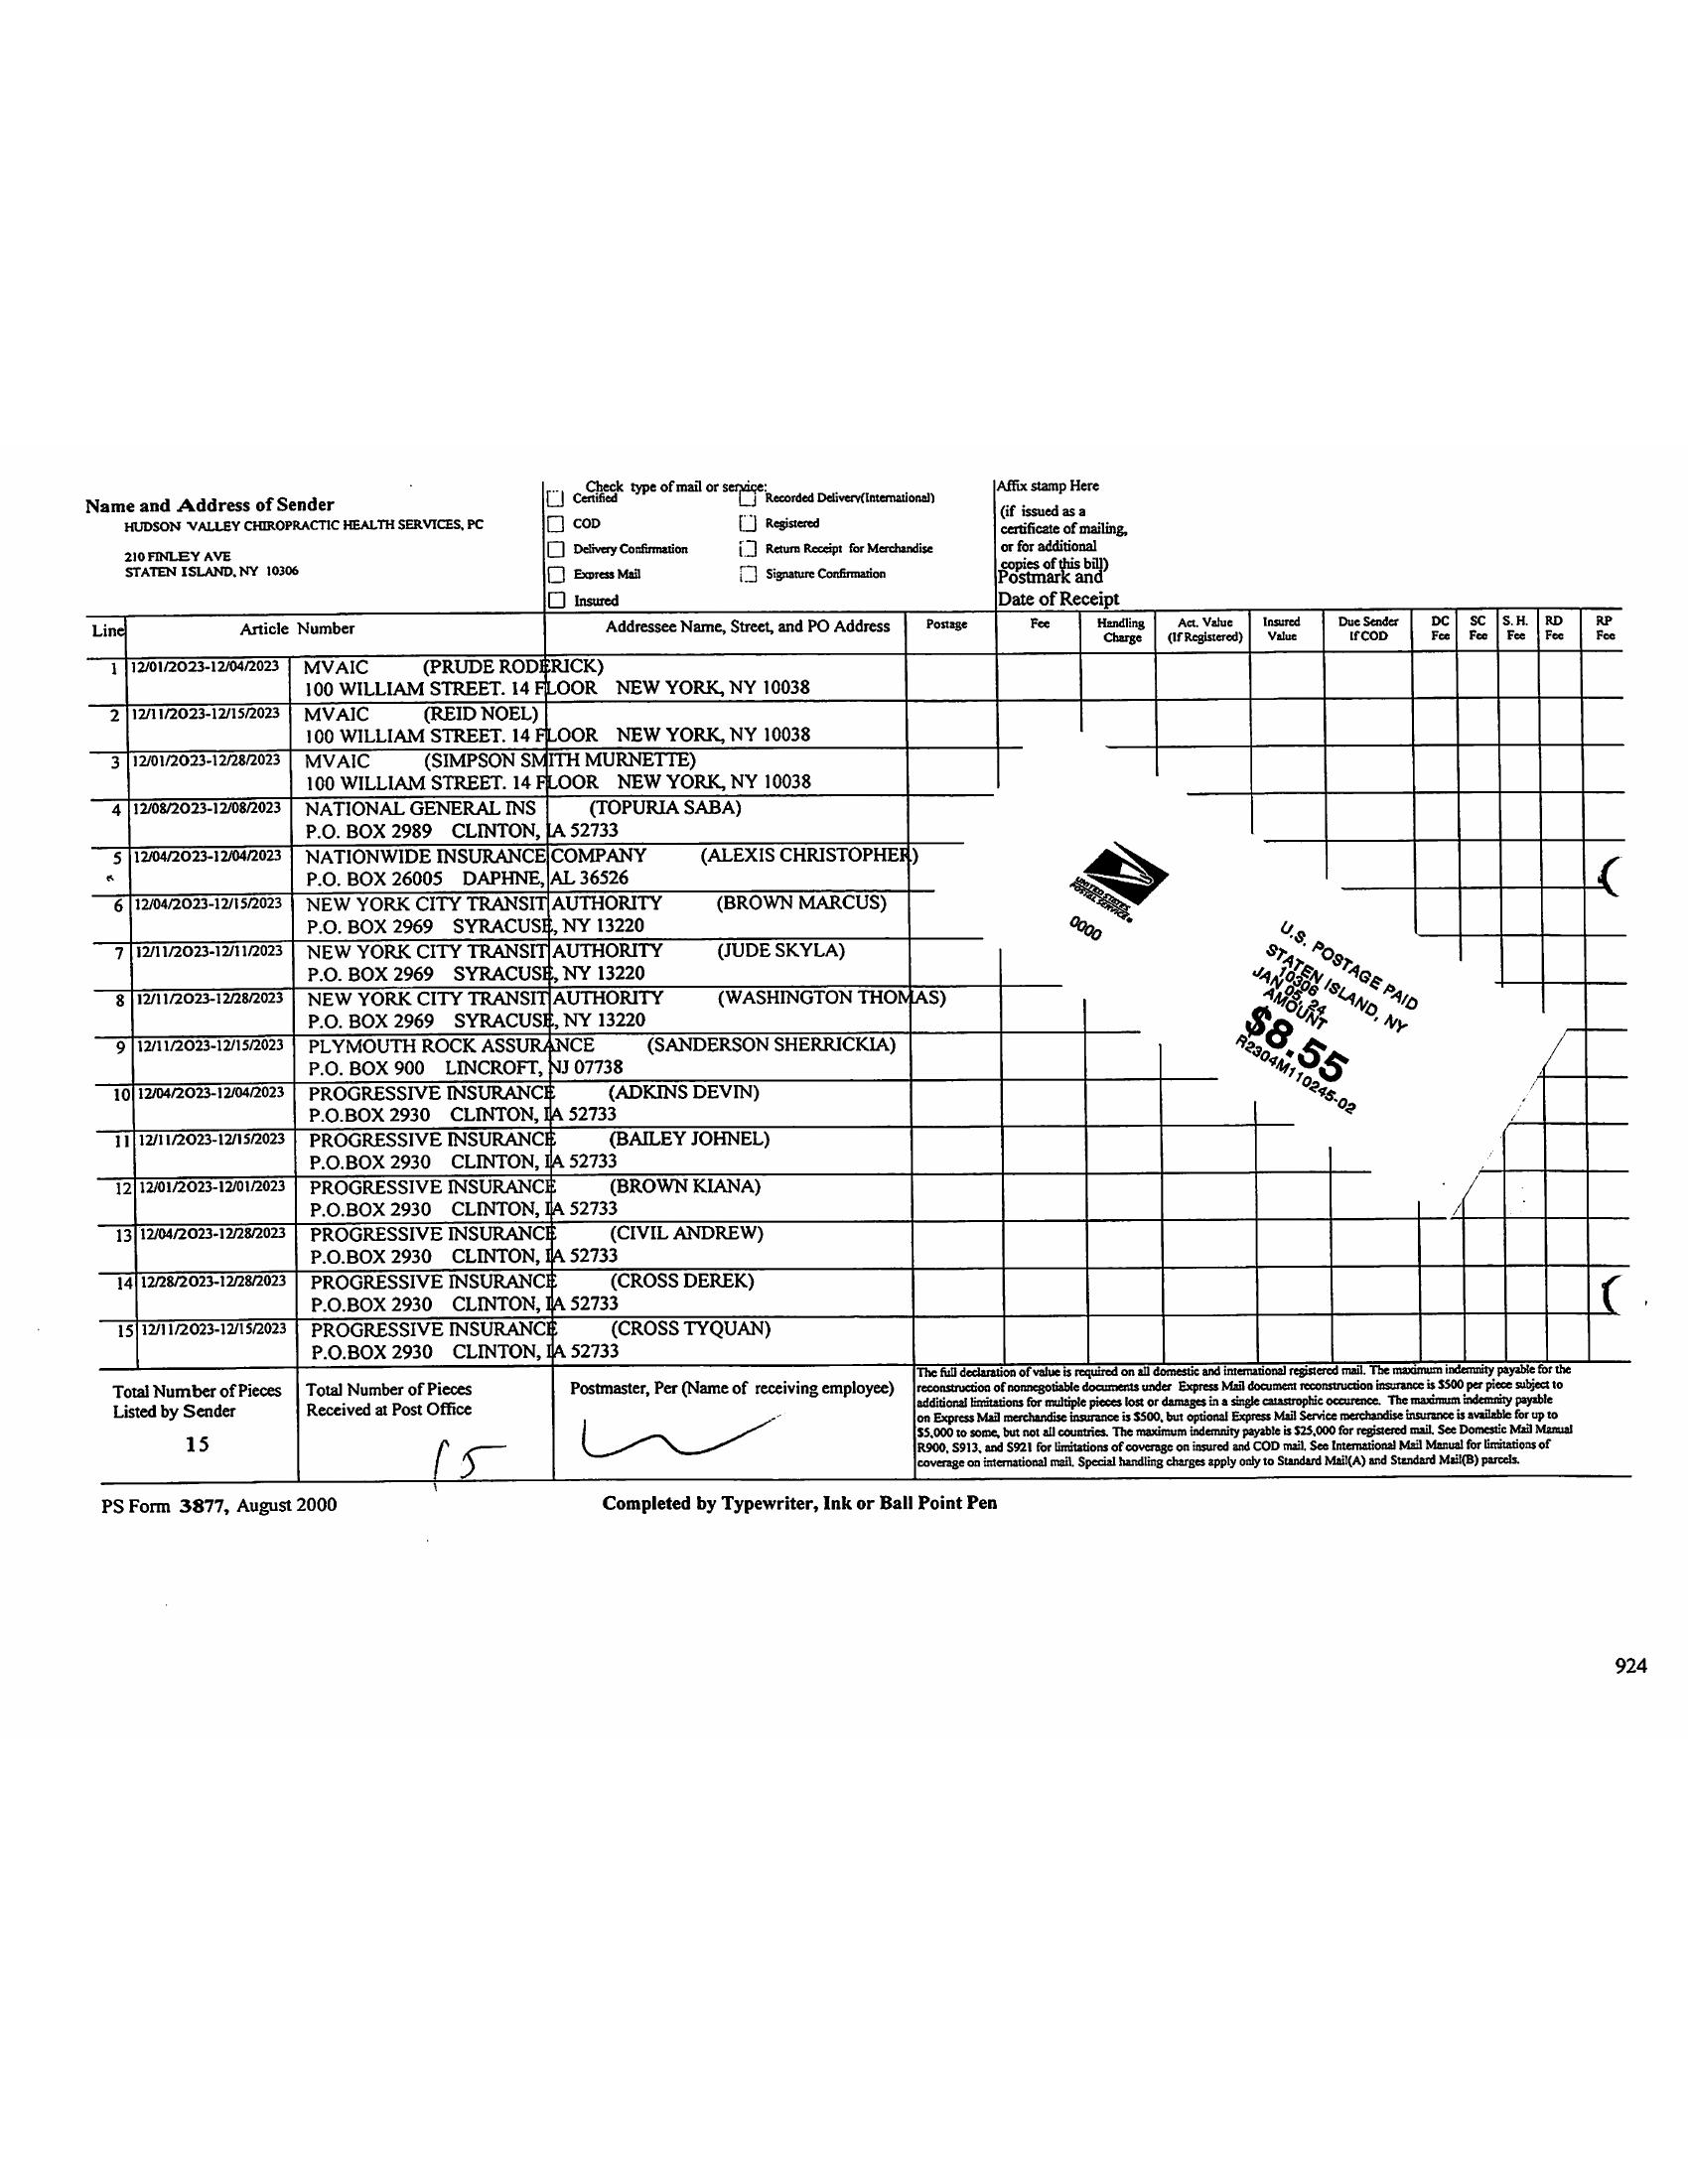 Name and Address of Sender
HUDSON VALLEY CHIROPRACTIC HEALTH SERVICES, PC
210 FINLEY AVE
STATEN ISLAND, NY 10306
Check type of mail or service:
Certified
Recorded Delivery(International)
COD
Registered
Delivery Confirmation
Return Receipt for Merchandise
Express Mail
Signature Confirmation
Insured
Affix stamp Here
(if issued as a
certificate of mailing,
or for additional
copies of this bill)
Postmark and
Date of Receipt
Line Article Number Addressee Name, Street, and PO Address Postage Fee Handling Charge Act. Value (If Registered) Insured Value Due Sender If COD DC Fee SC Fee S. H. Fee RD Fee RP Fee
1 12/01/2023-12/04/2023 MVAIC (PRUDE RODERICK)
100 WILLIAM STREET. 14 FLOOR NEW YORK, NY 10038
2 12/11/2023-12/15/2023 MVAIC (REID NOEL)
100 WILLIAM STREET. 14 FLOOR NEW YORK, NY 10038
3 12/01/2023-12/28/2023 MVAIC (SIMPSON SMITH MURNETTE)
100 WILLIAM STREET. 14 FLOOR NEW YORK, NY 10038
4 12/08/2023-12/08/2023 NATIONAL GENERAL INS (TOPURIA SABA)
P.O. BOX 2989 CLINTON, IA 52733
5 12/04/2023-12/04/2023 NATIONWIDE INSURANCE COMPANY (ALEXIS CHRISTOPHER)
P.O. BOX 26005 DAPHNE, AL 36526
6 12/04/2023-12/15/2023 NEW YORK CITY TRANSIT AUTHORITY (BROWN MARCUS)
P.O. BOX 2969 SYRACUSE, NY 13220
7 12/11/2023-12/11/2023 NEW YORK CITY TRANSIT AUTHORITY (JUDE SKYLA)
P.O. BOX 2969 SYRACUSE, NY 13220
8 12/11/2023-12/28/2023 NEW YORK CITY TRANSIT AUTHORITY (WASHINGTON THOMAS)
P.O. BOX 2969 SYRACUSE, NY 13220
9 12/11/2023-12/15/2023 PLYMOUTH ROCK ASSURANCE (SANDERSON SHERRICKIA)
P.O. BOX 900 LINCROFT, NJ 07738
10 12/04/2023-12/04/2023 PROGRESSIVE INSURANCE (ADKINS DEVIN)
P.O.BOX 2930 CLINTON, IA 52733
11 12/11/2023-12/15/2023 PROGRESSIVE INSURANCE (BAILEY JOHNEL)
P.O.BOX 2930 CLINTON, IA 52733
12 12/01/2023-12/01/2023 PROGRESSIVE INSURANCE (BROWN KIANA)
P.O.BOX 2930 CLINTON, IA 52733
13 12/04/2023-12/28/2023 PROGRESSIVE INSURANCE (CIVIL ANDREW)
P.O.BOX 2930 CLINTON, IA 52733
14 12/28/2023-12/28/2023 PROGRESSIVE INSURANCE (CROSS DEREK)
P.O.BOX 2930 CLINTON, IA 52733
15 12/11/2023-12/15/2023 PROGRESSIVE INSURANCE (CROSS TYQUAN)
P.O.BOX 2930 CLINTON, IA 52733
UNITED STATES
POSTAL SERVICE®
0000
U.S. POSTAGE PAID
STATEN ISLAND, NY
10306
JAN 05, 24
AMOUNT
$8.55
R2304M110245-02
Total Number of Pieces
Listed by Sender
15
Total Number of Pieces
Received at Post Office
15
Postmaster, Per (Name of receiving employee)
The full declaration of value is required on all domestic and international registered mail. The maximum indemnity payable for the
reconstruction of nonnegotiable documents under Express Mail document reconstruction insurance is $500 per piece subject to
additional limitations for multiple pieces lost or damages in a single catastrophic occurence. The maximum indemnity payable
on Express Mail merchandise insurance is $500, but optional Express Mail Service merchandise insurance is available for up to
$5,000 to some, but not all countries. The maximum indemnity payable is $25,000 for registered mail. See Domestic Mail Manual
R900, S913, and S921 for limitations of coverage on insured and COD mail. See International Mail Manual for limitations of
coverage on international mail. Special handling charges apply only to Standard Mail(A) and Standard Mail(B) parcels.
PS Form 3877, August 2000
Completed by Typewriter, Ink or Ball Point Pen
924